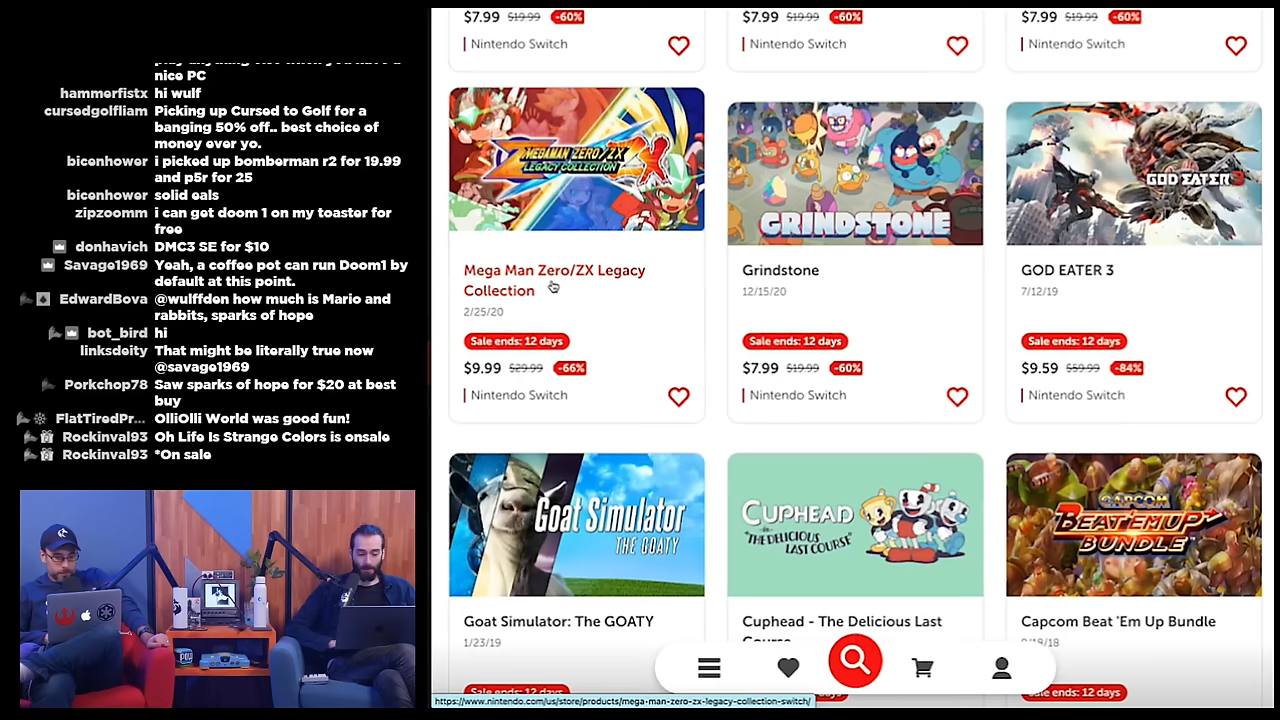 nice PC
hammerfistx hi wulf
cursedgolfliam Picking up Cursed to Golf for a
banging 50% off.. best choice of
money ever yo.
bicenhower i picked up bomberman r2 for 19.99
and p5r for 25
bicenhower solid eals
zipzoomm i can get doom 1 on my toaster for
free
donhavich DMC3 SE for $10
Savage1969 Yeah, a coffee pot can run Doom1 by
default at this point.
EdwardBova @wulffden how much is Mario and
rabbits, sparks of hope
bot_bird hi
linksdeity That might be literally true now
@savage1969
Porkchop78 Saw sparks of hope for $20 at best
buy
FlatTiredPr... OlliOlli World was good fun!
Rockinval93 Oh Life Is Strange Colors is onsale
Rockinval93 *On sale
$7.99 $19.99 -60%
Nintendo Switch
$7.99 $19.99 -60%
Nintendo Switch
$7.99 $19.99 -60%
Nintendo Switch
MEGAMAN ZERO/ZX
LEGACY COLLECTION
Mega Man Zero/ZX Legacy
Collection
2/25/20
Sale ends: 12 days
$9.99 $29.99 -66%
Nintendo Switch
GRINDSTONE
Grindstone
12/15/20
Sale ends: 12 days
$7.99 $19.99 -60%
Nintendo Switch
GOD EATER 3
GOD EATER 3
7/12/19
Sale ends: 12 days
$9.59 $59.99 -84%
Nintendo Switch
Goat Simulator
THE GOATY
Goat Simulator: The GOATY
1/23/19
Sale ends: 12 days
CUPHEAD
IN
"THE DELICIOUS
LAST COURSE"
Cuphead - The Delicious Last
Course
CAPCOM
BEAT 'EM UP
BUNDLE
Capcom Beat 'Em Up Bundle
Sale ends: 12 days
https://www.nintendo.com/us/store/products/mega-man-zero-zx-legacy-collection-switch/